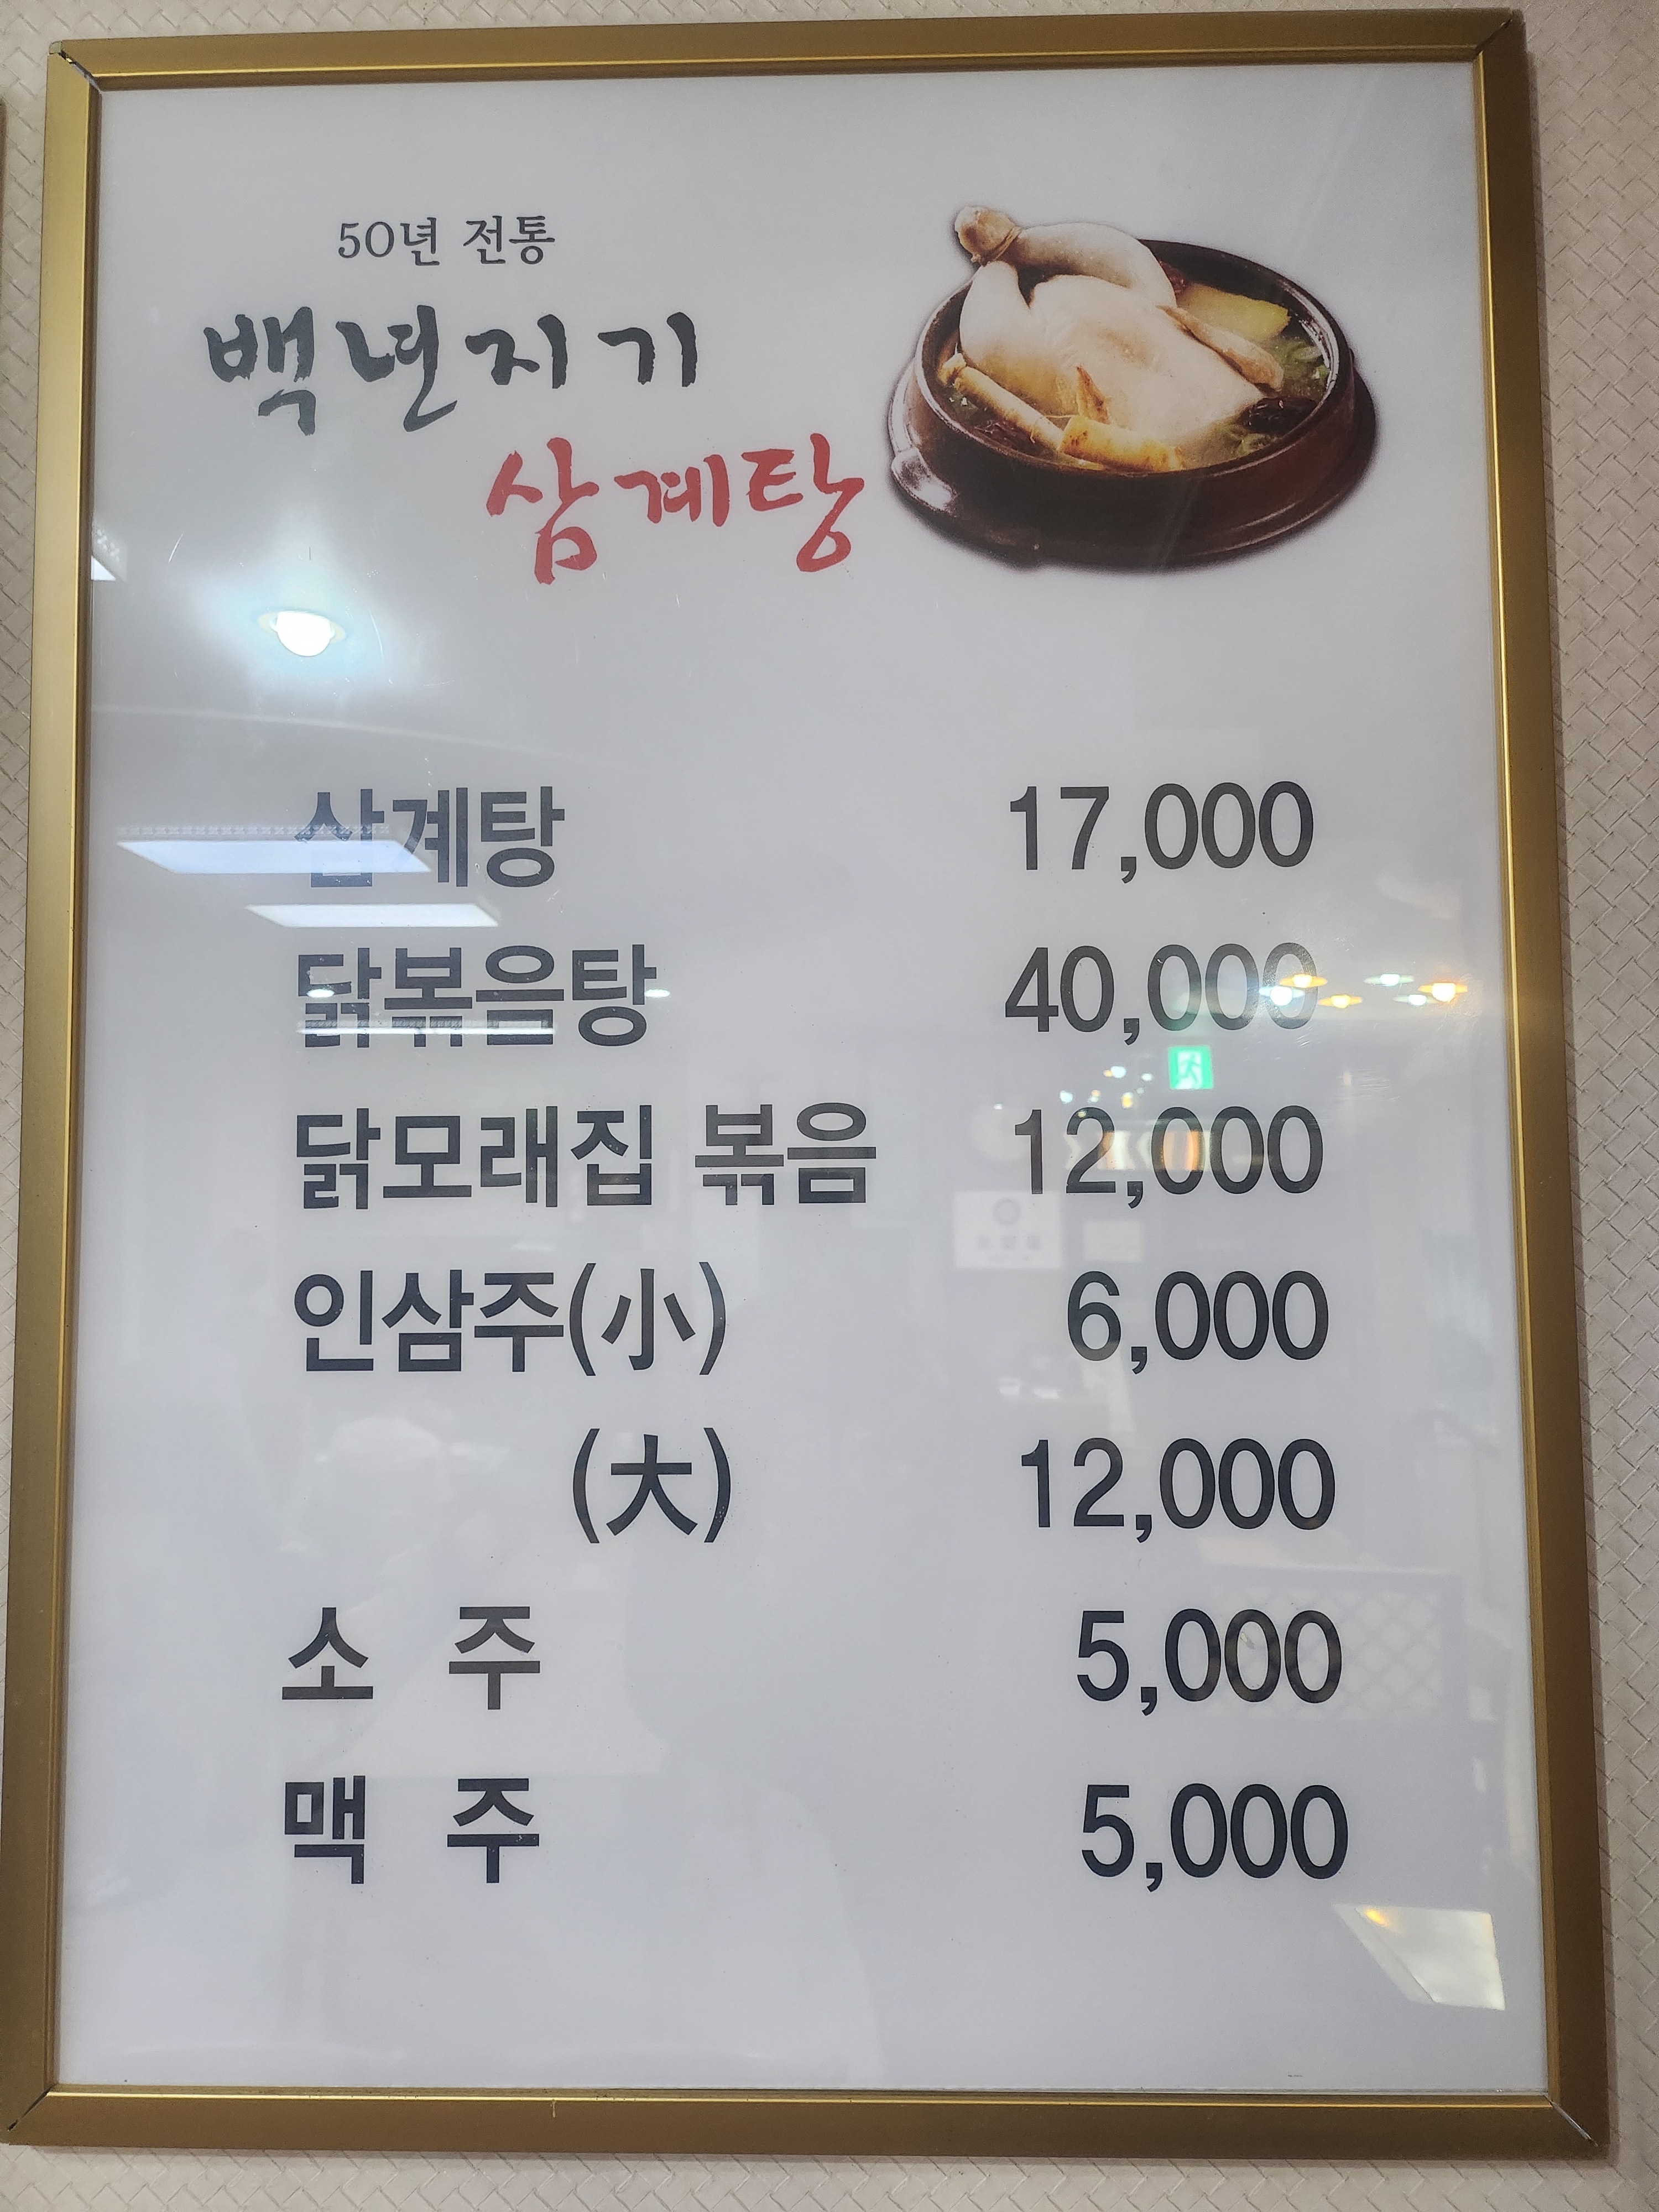 50년 전통
백년지기
삼계탕
삼계탕 17,000
닭볶음탕 40,000
닭모래집 볶음 12,000
인삼주(小) 6,000
(大) 12,000
소 주 5,000
맥 주 5,000